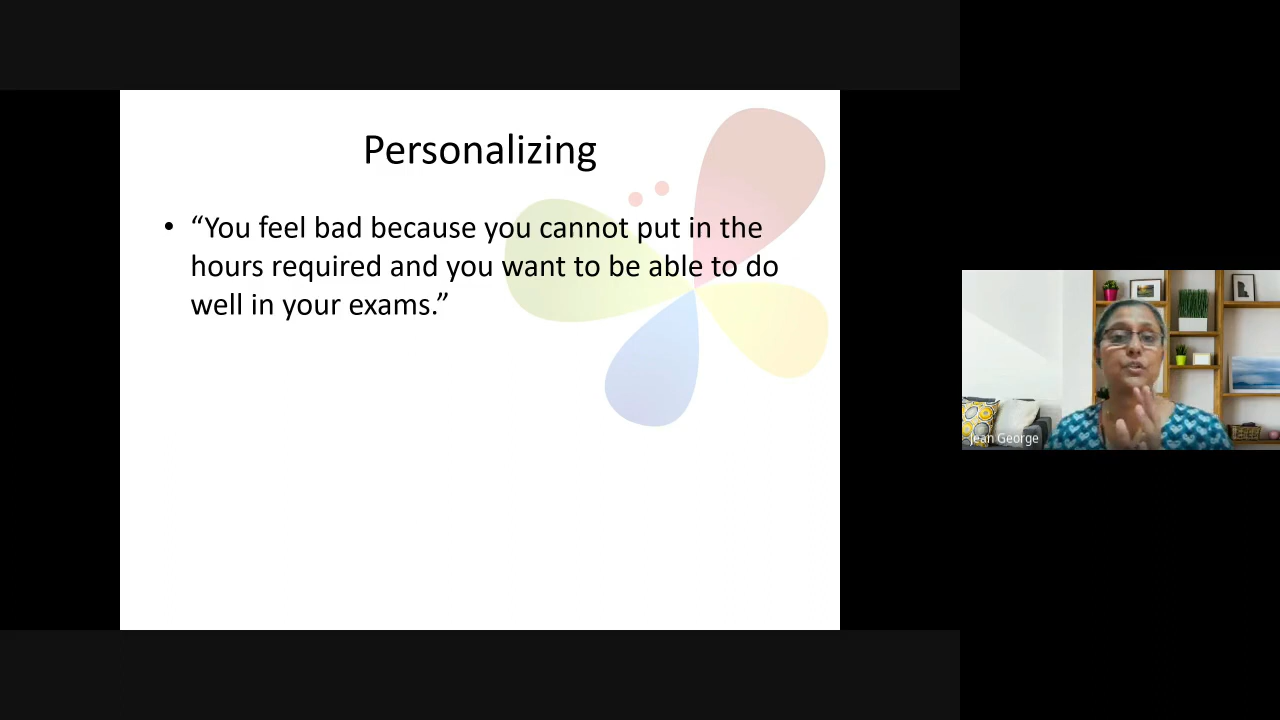 Personalizing
• “You feel bad because you cannot put in the
hours required and you want to be able to do
well in your exams.”
Jean George